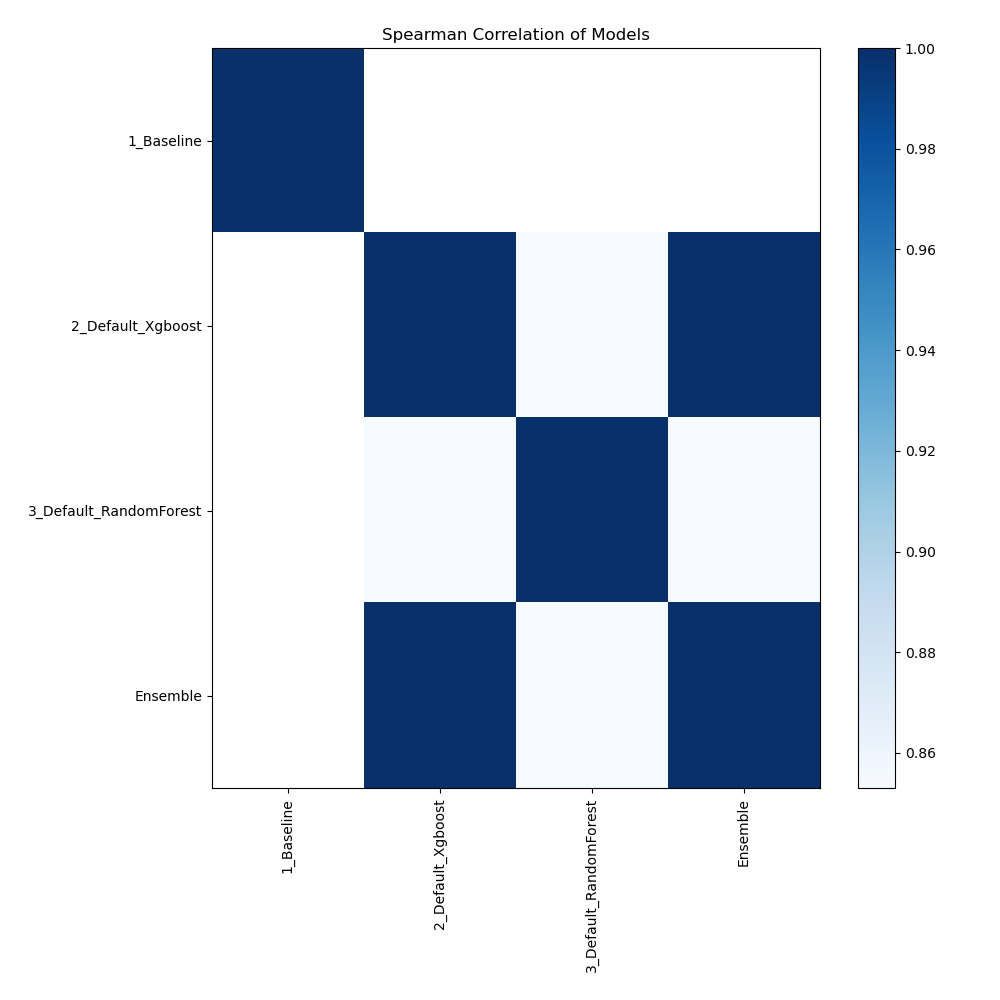 Spearman Correlation of Models
1_Baseline
2_Default_Xgboost
3_Default_RandomForest
Ensemble
1_Baseline
2_Default_Xgboost
3_Default_RandomForest
Ensemble
1.00
0.98
0.96
0.94
0.92
0.90
0.88
0.86